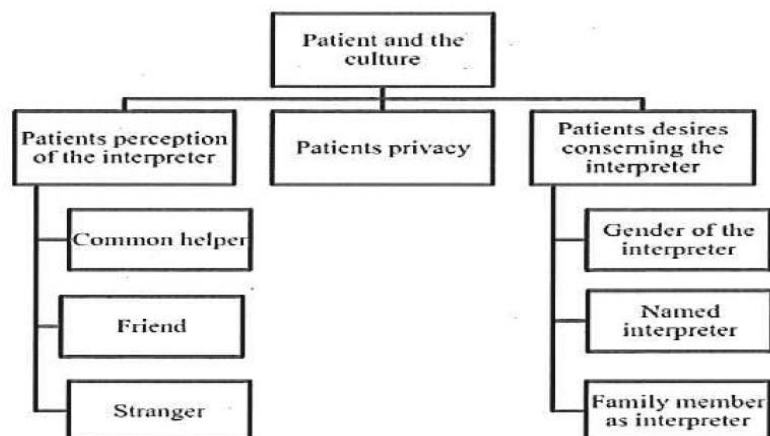 Patient and the
culture
Patients perception
of the interpreter
Patients privacy
Patients desires
conserning the
interpreter
Common helper
Friend
Stranger
Gender of the
interpreter
Named
interpreter
Family member
as interpreter